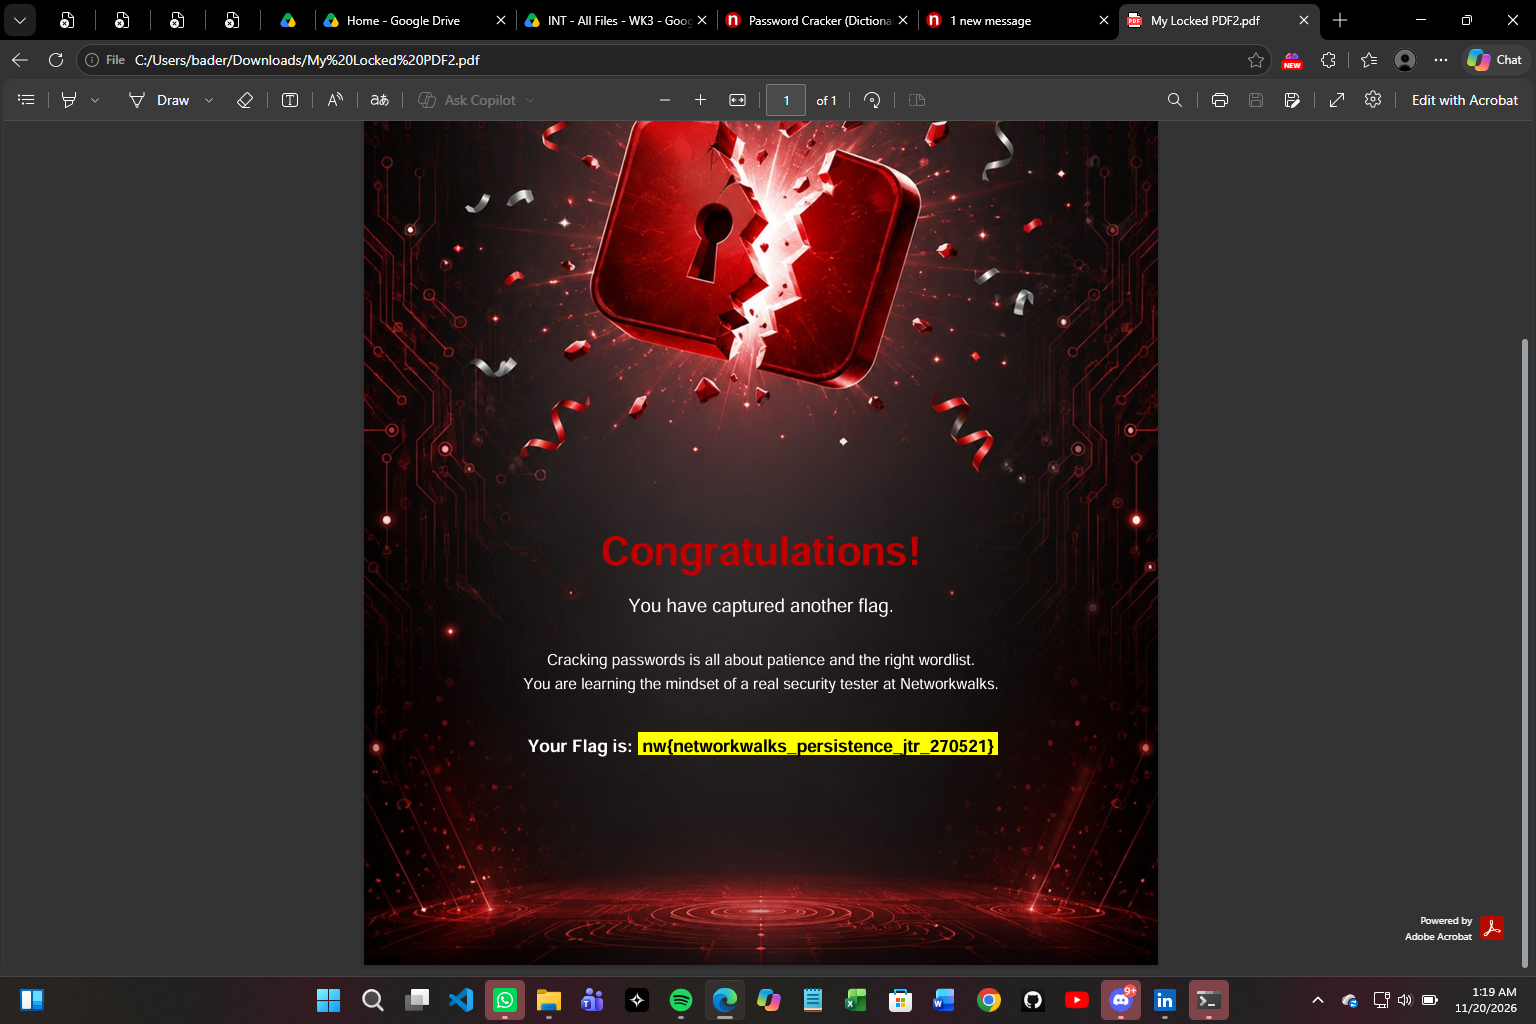 Home - Google Drive
INT - All Files - WK3 - Goog
Password Cracker (Dictiona
1 new message
My Locked PDF2.pdf
File
C:/Users/bader/Downloads/My%20Locked%20PDF2.pdf
NEW
Chat
Draw
Ask Copilot
1
of 1
Edit with Acrobat
Congratulations!
You have captured another flag.
Cracking passwords is all about patience and the right wordlist.
You are learning the mindset of a real security tester at Networkwalks.
Your Flag is: nw{networkwalks_persistence_jtr_270521}
Powered by
Adobe Acrobat
9+
1:19 AM
11/20/2026